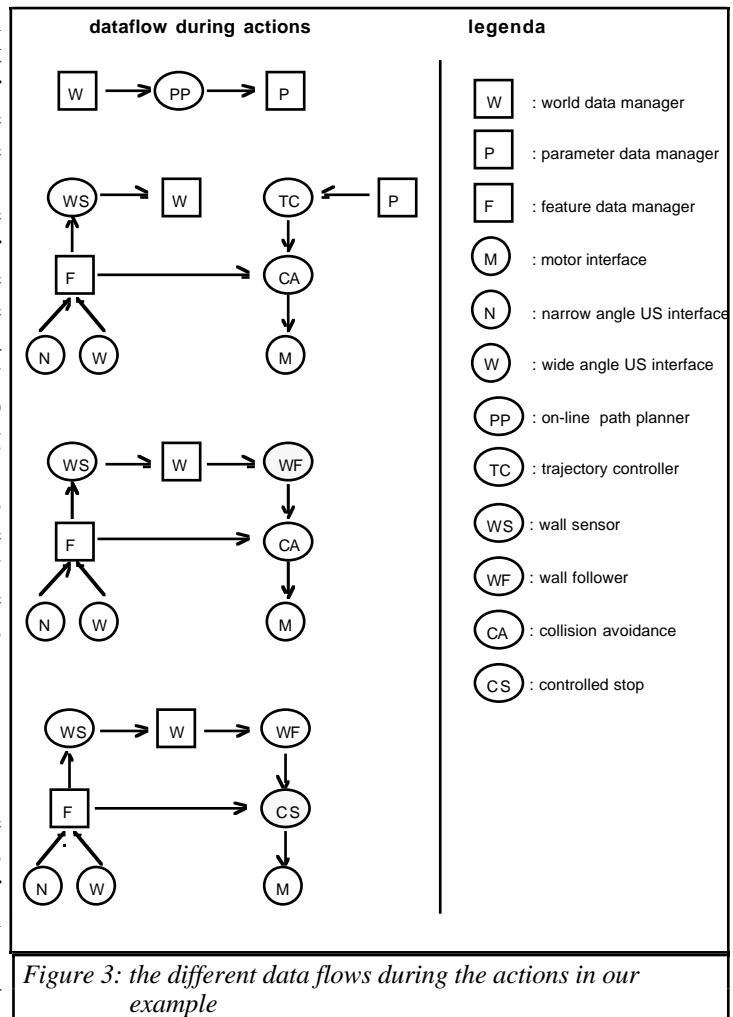 dataflow during actions
legenda
W PP P
WS W TC P
F CA
N W M
WS W WF
F CA
N W M
WS W WF
F CS
N W M
W : world data manager
P : parameter data manager
F : feature data manager
M : motor interface
N : narrow angle US interface
W : wide angle US interface
PP : on-line path planner
TC : trajectory controller
WS : wall sensor
WF : wall follower
CA : collision avoidance
CS : controlled stop
Figure 3: the different data flows during the actions in our
example